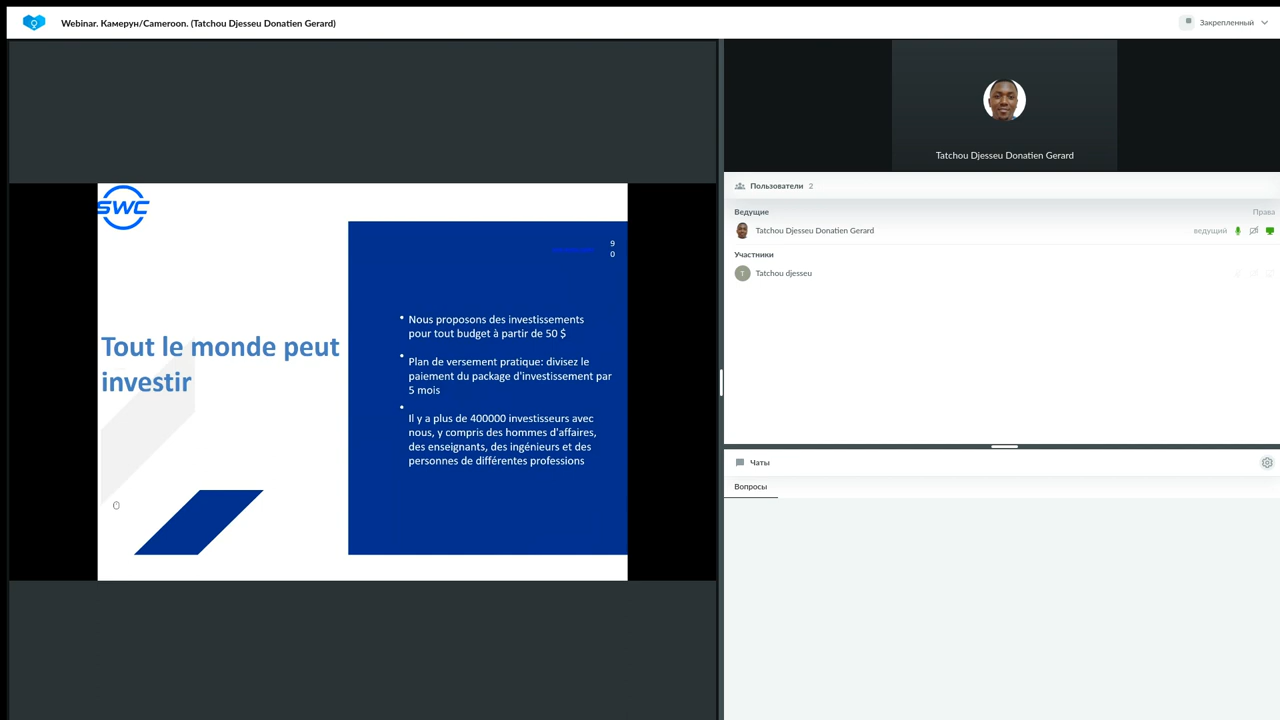 Webinar. Камерун/Cameroon. (Tatchou Djesseu Donatien Gerard)
Закрепленный
SWC
9
0
Tout le monde peut
investir
• Nous proposons des investissements
pour tout budget à partir de 50 $
• Plan de versement pratique: divisez le
paiement du package d'investissement par
5 mois
•
Il y a plus de 400000 investisseurs avec
nous, y compris des hommes d'affaires,
des enseignants, des ingénieurs et des
personnes de différentes professions
Tatchou Djesseu Donatien Gerard
Пользователи 2
Ведущие Права
Tatchou Djesseu Donatien Gerard ведущий
Участники
T Tatchou djesseu
Чаты
Вопросы